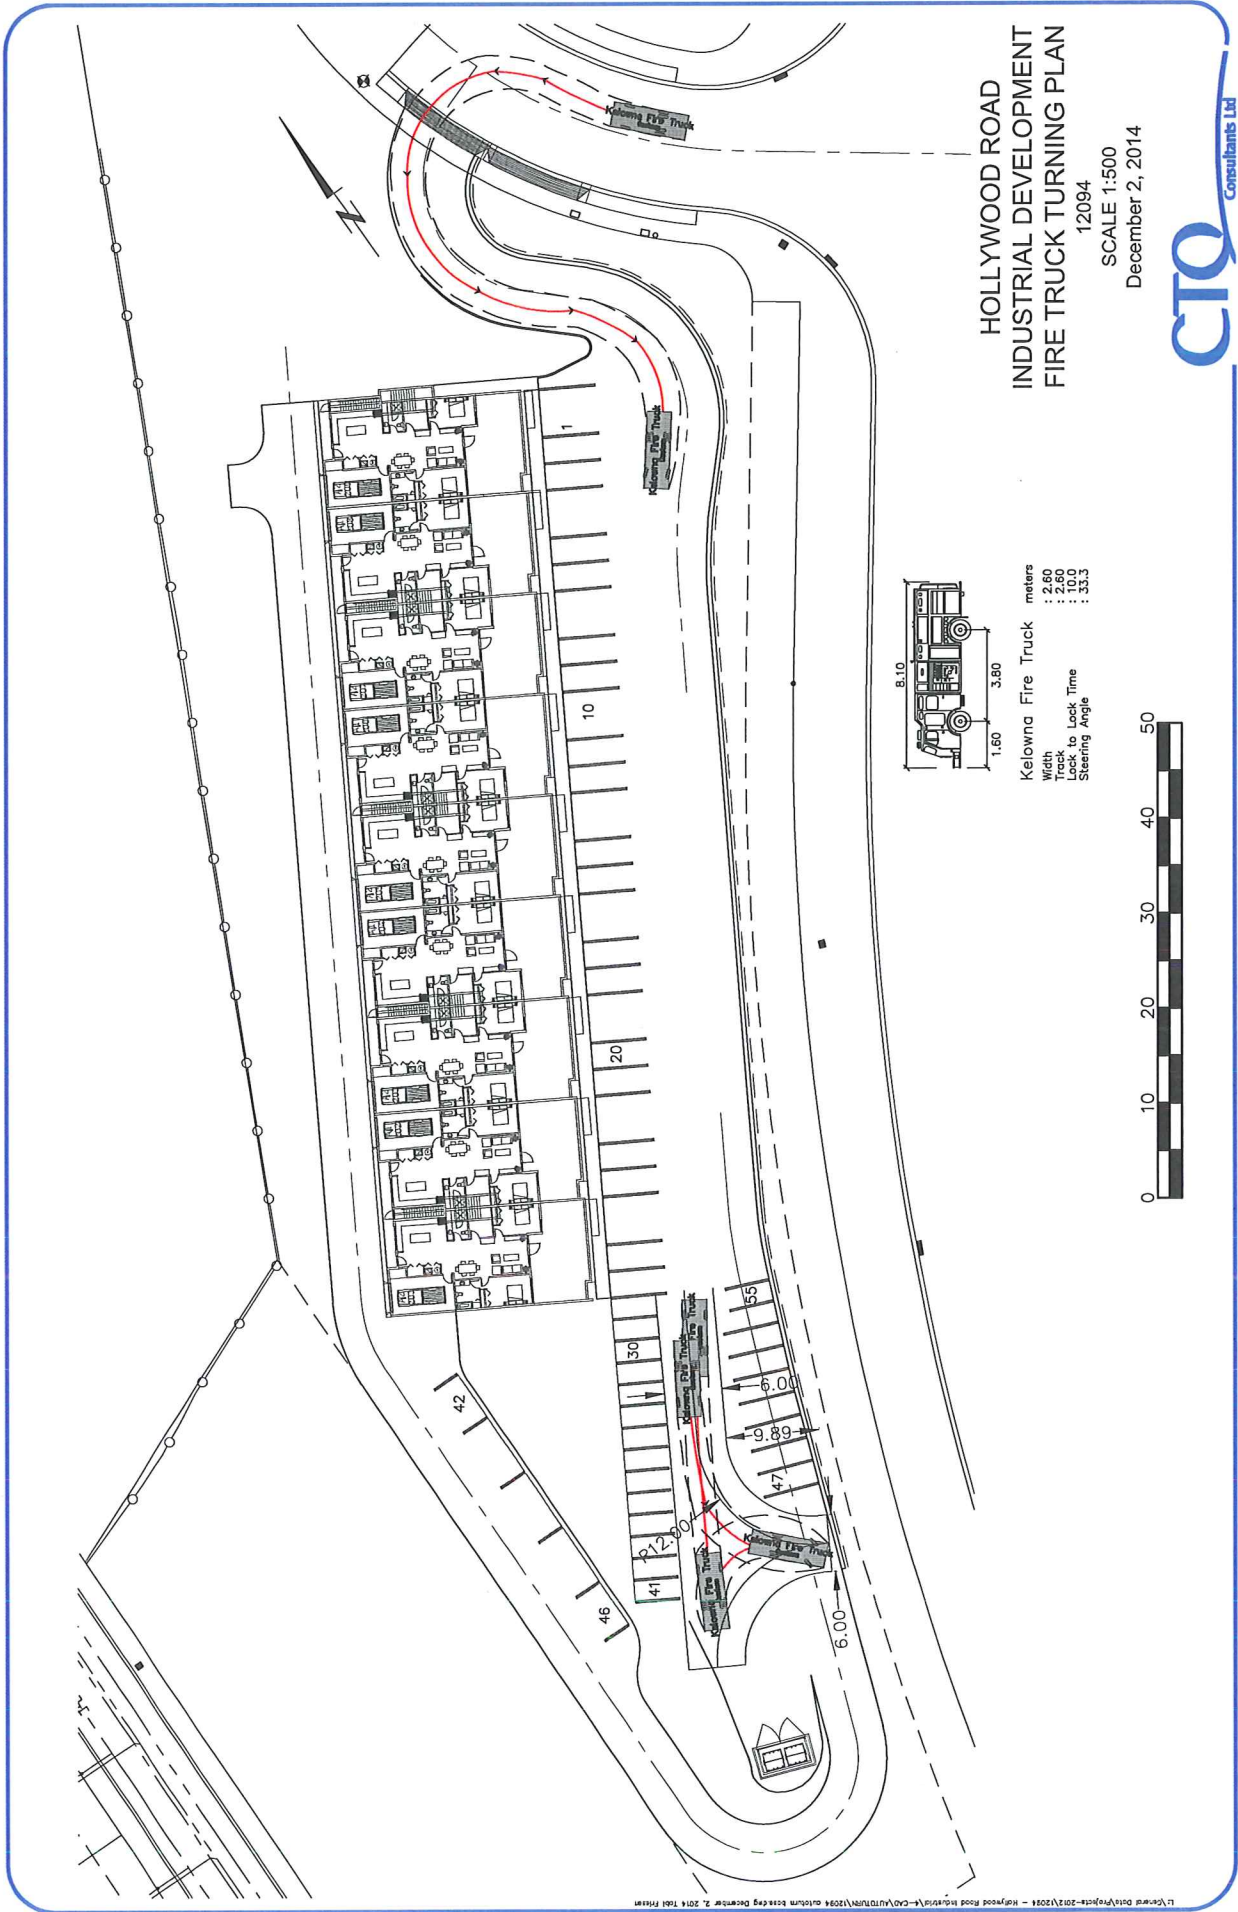 HOLLYWOOD ROAD
INDUSTRIAL DEVELOPMENT
FIRE TRUCK TURNING PLAN
12094
SCALE 1:500
December 2, 2014
CTQ
Consultants Ltd
N
Kelowna Fire Truck
Kelowna Fire Truck
1
10
20
30
41
42
46
47
55
Kelowna Fire Truck
Fire Truck
Kelowna Fire Truck
Kelowna Fire Truck
6.00
9.89
R12.00
6.00
8.10
1.60
3.80
Kelowna Fire Truck
meters
Width : 2.60
Track : 2.60
Lock to Lock Time : 10.0
Steering Angle : 33.3
0 10 20 30 40 50